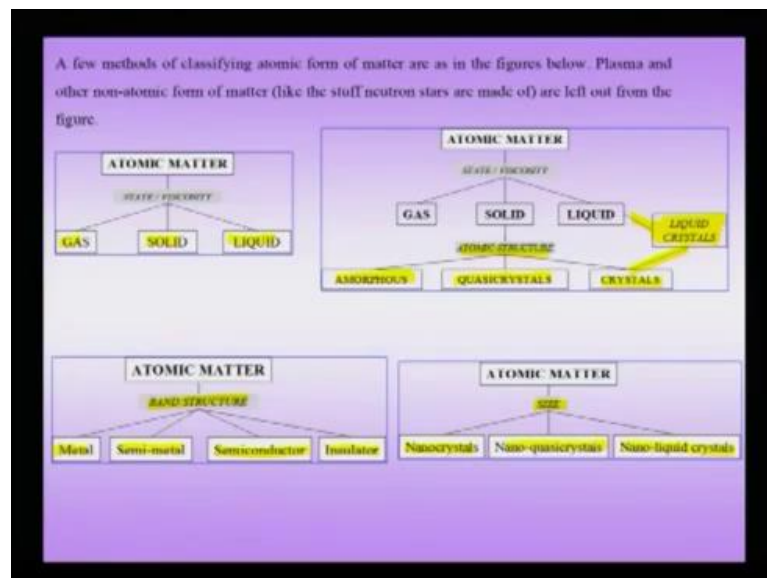 A few methods of classifying atomic form of matter are as in the figures below. Plasma and
other non-atomic form of matter (like the stuff neutron stars are made of) are left out from the
figure.
ATOMIC MATTER
STATE / VISCOSITY
GAS SOLID LIQUID
ATOMIC MATTER
STATE / VISCOSITY
GAS SOLID LIQUID
LIQUID
CRYSTALS
ATOMIC STRUCTURE
AMORPHOUS QUASICRYSTALS CRYSTALS
ATOMIC MATTER
BAND STRUCTURE
Metal Semi-metal Semiconductor Insulator
ATOMIC MATTER
SIZE
Nanocrystals Nano-quasicrystals Nano-liquid crystals